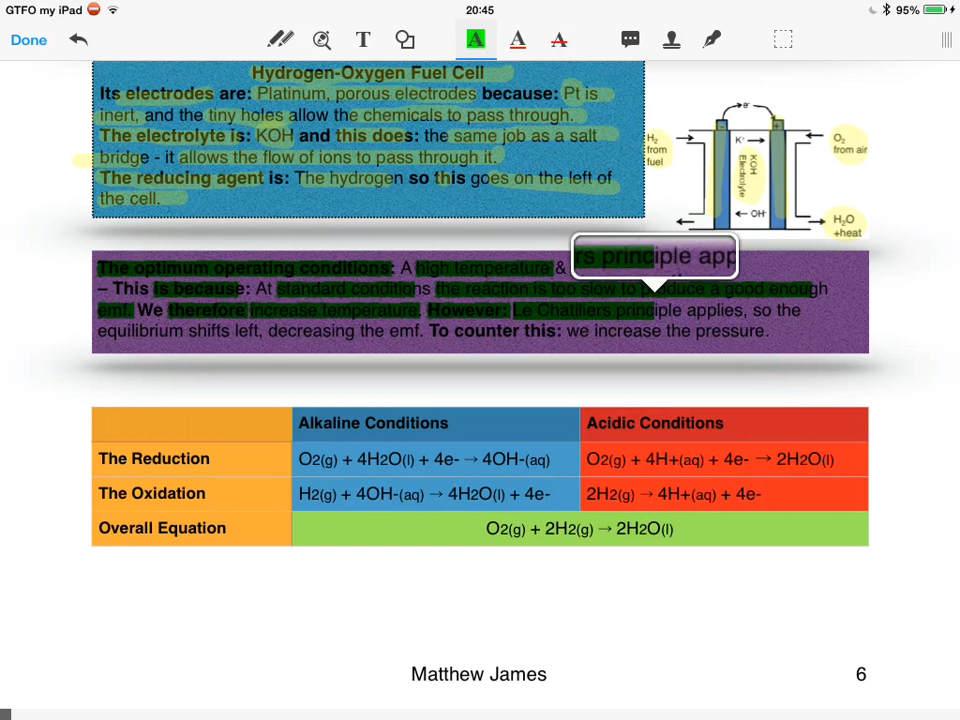 GTFO my iPad
20:45
95%
Done
T
A
A
A
Hydrogen-Oxygen Fuel Cell
Its electrodes are: Platinum, porous electrodes because: Pt is
inert, and the tiny holes allow the chemicals to pass through.
The electrolyte is: KOH and this does: the same job as a salt
bridge - it allows the flow of ions to pass through it.
The reducing agent is: The hydrogen so this goes on the left of
the cell.
e-
- +
H2
from
fuel
K+
KOH
Electrolyte
OH-
O2
from air
H2O
+heat
rs principle app
The optimum operating conditions: A high temperature &
– This is because: At standard conditions the reaction is too slow to produce a good enough
emf. We therefore increase temperature. However: Le Chatiliers principle applies, so the
equilibrium shifts left, decreasing the emf. To counter this: we increase the pressure.
Alkaline Conditions Acidic Conditions
The Reduction O2(g) + 4H2O(l) + 4e- → 4OH-(aq) O2(g) + 4H+(aq) + 4e- → 2H2O(l)
The Oxidation H2(g) + 4OH-(aq) → 4H2O(l) + 4e- 2H2(g) → 4H+(aq) + 4e-
Overall Equation O2(g) + 2H2(g) → 2H2O(l)
Matthew James 6